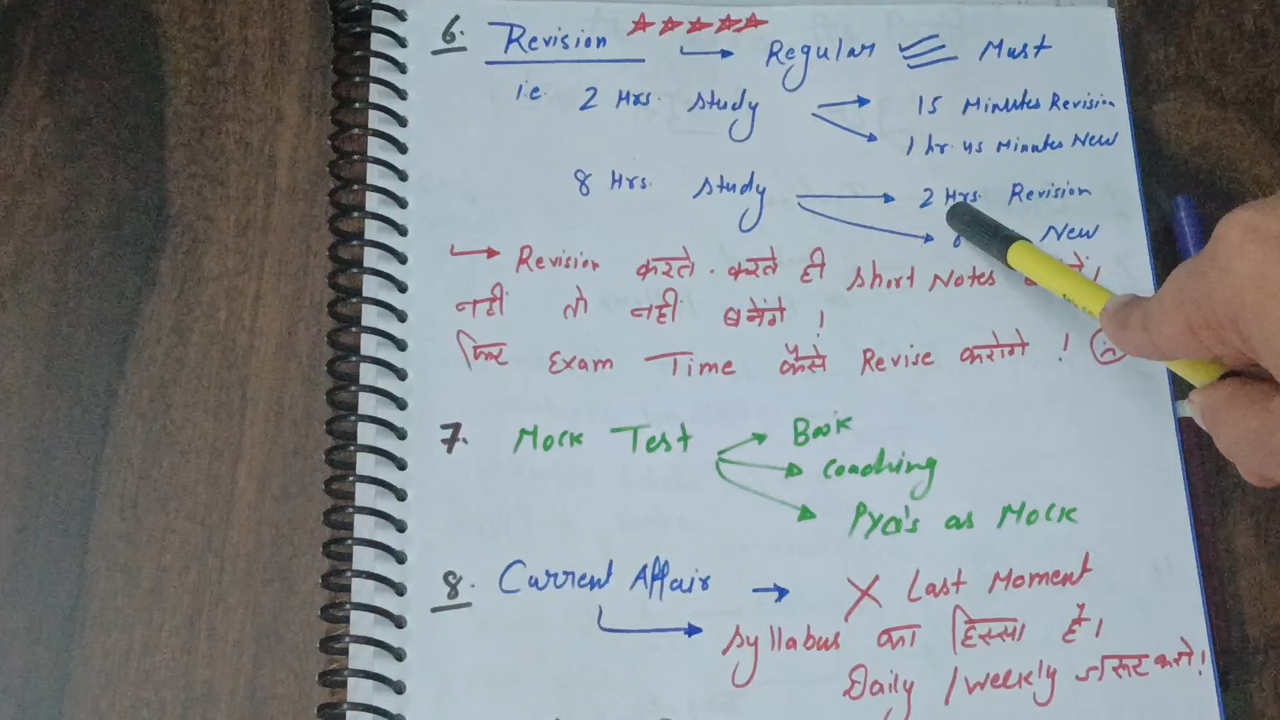 6. Revision → Regular Must
i.e. 2 Hrs. study → 15 Minutes Revision
→ 1 hr. 45 Minutes New
8 Hrs. study → 2 Hrs. Revision
→ New
→ Revision करते-करते ही short Notes
नहीं तो नहीं बनेंगे !
फिर Exam Time कैसे Revise करोगे !
7. Mock Test → Book
→ Coaching
→ PYQ's as Mock
8. Current Affair → X Last Moment
→ Syllabus का हिस्सा है।
Daily / weekly जरूर करो!